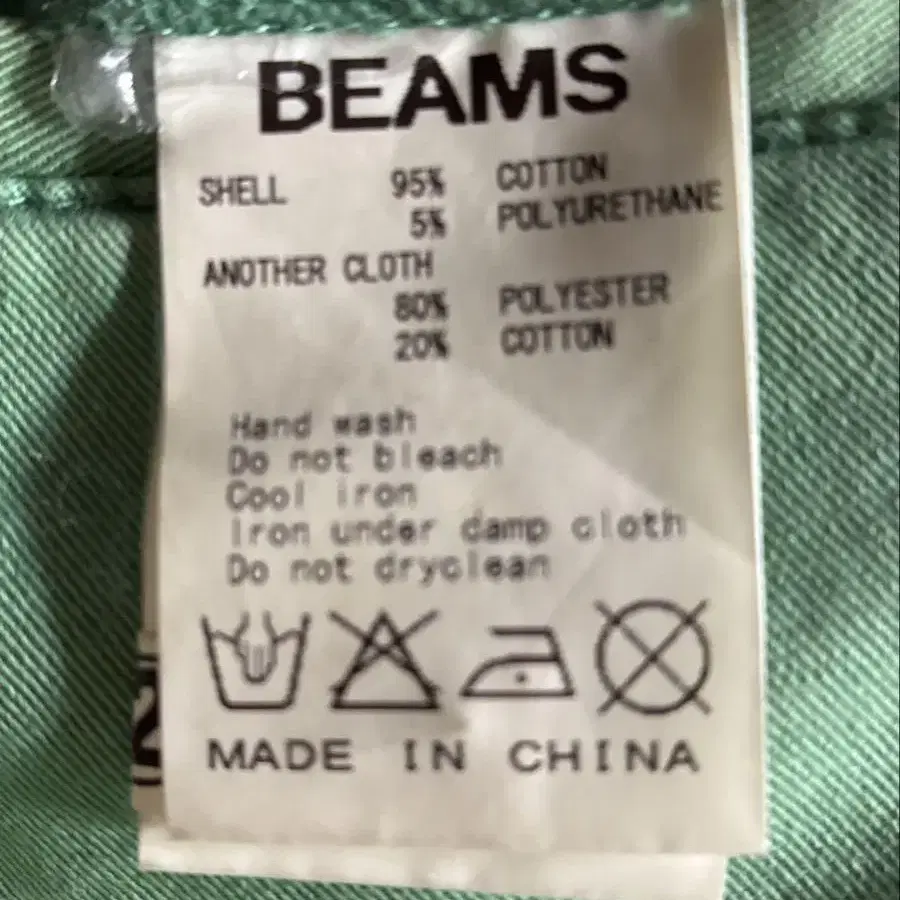 BEAMS
SHELL 95% COTTON
5% POLYURETHANE
ANOTHER CLOTH
80% POLYESTER
20% COTTON
Hand wash
Do not bleach
Cool iron
Iron under damp cloth
Do not dryclean
MADE IN CHINA